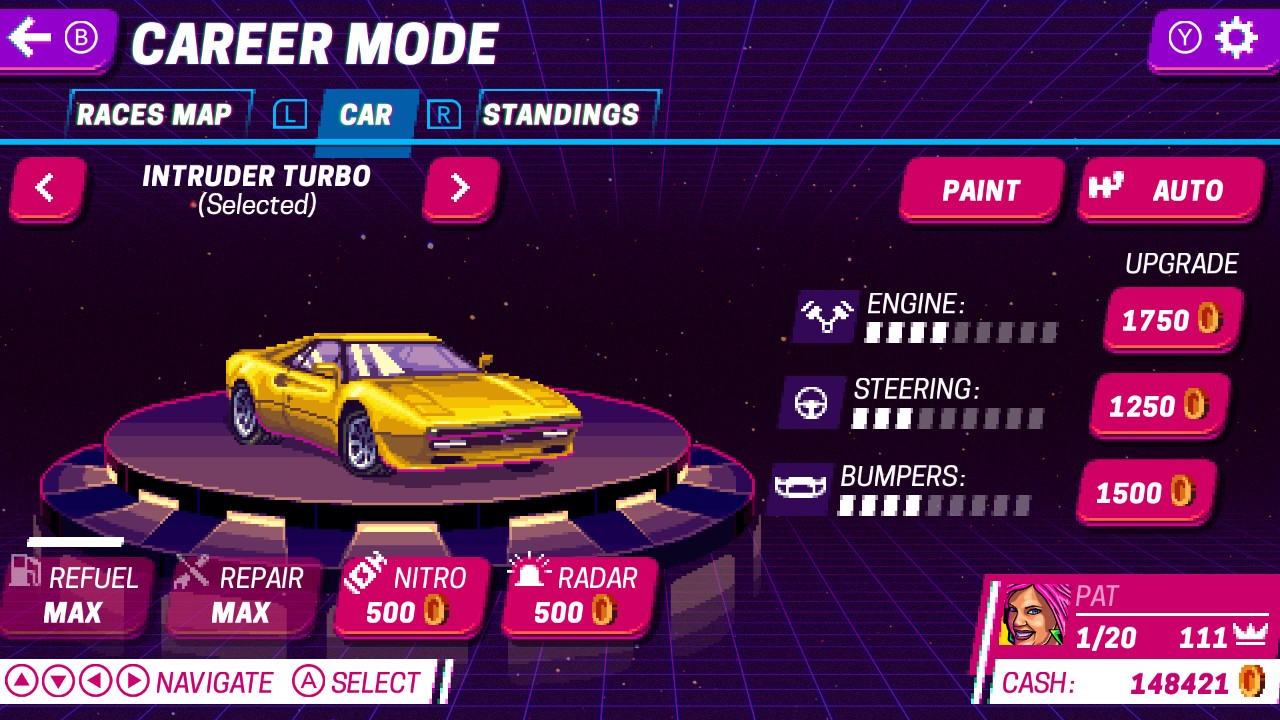 B
CAREER MODE
Y
RACES MAP L CAR R STANDINGS
INTRUDER TURBO
(Selected)
PAINT
AUTO
UPGRADE
ENGINE:
1750
STEERING:
1250
BUMPERS:
1500
REFUEL
MAX
REPAIR
MAX
NITRO
500
RADAR
500
PAT
1/20 111
CASH: 148421
NAVIGATE A SELECT